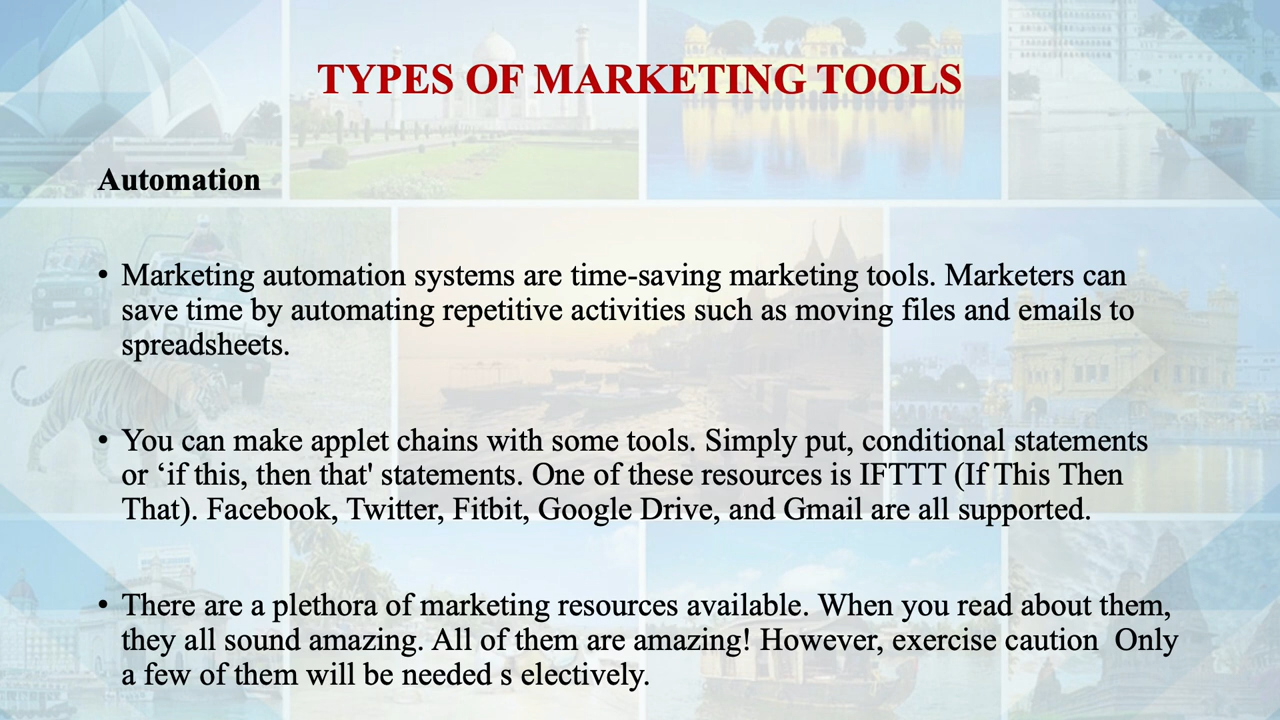 TYPES OF MARKETING TOOLS
Automation
• Marketing automation systems are time-saving marketing tools. Marketers can
save time by automating repetitive activities such as moving files and emails to
spreadsheets.
• You can make applet chains with some tools. Simply put, conditional statements
or ‘if this, then that' statements. One of these resources is IFTTT (If This Then
That). Facebook, Twitter, Fitbit, Google Drive, and Gmail are all supported.
• There are a plethora of marketing resources available. When you read about them,
they all sound amazing. All of them are amazing! However, exercise caution  Only
a few of them will be needed s electively.